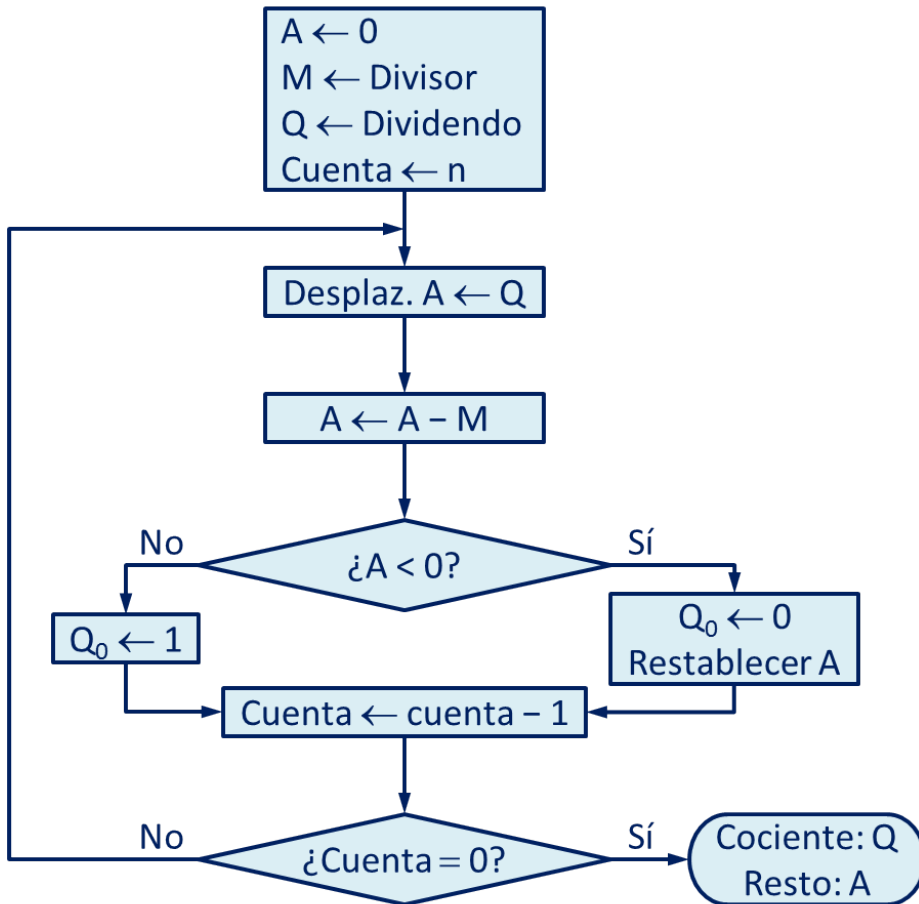 A ← 0
M ← Divisor
Q ← Dividendo
Cuenta ← n
Desplaz. A ← Q
A ← A − M
¿A < 0?
No
Sí
Q₀ ← 1
Q₀ ← 0
Restablecer A
Cuenta ← cuenta − 1
¿Cuenta = 0?
No
Sí
Cociente: Q
Resto: A